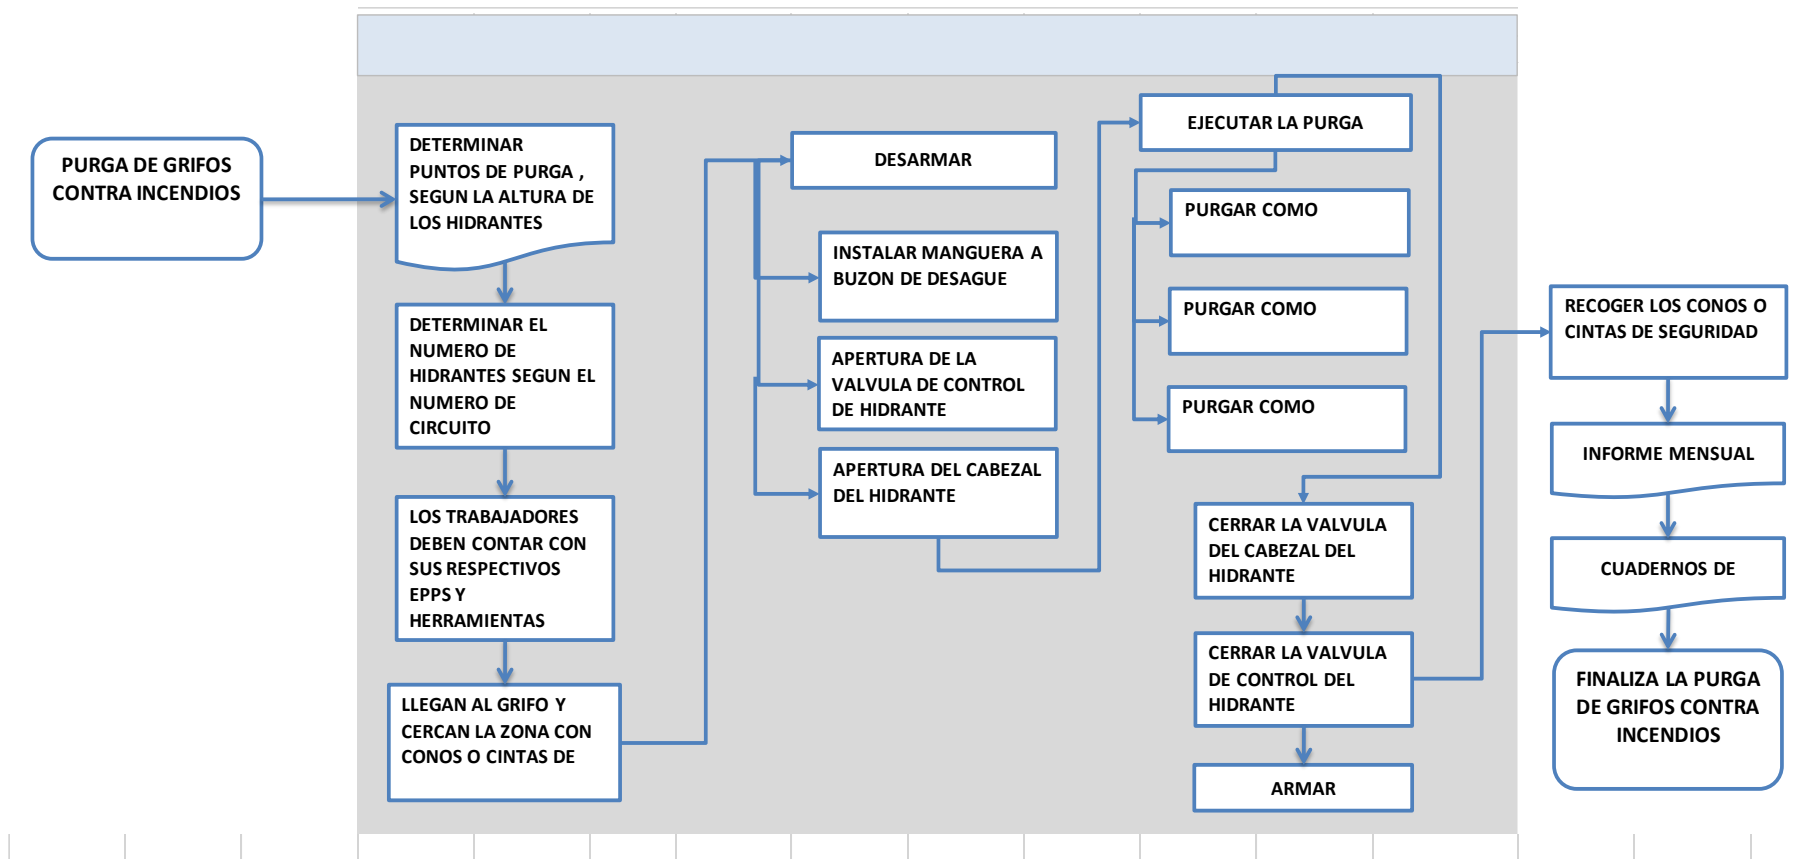 PURGA DE GRIFOS
CONTRA INCENDIOS
DETERMINAR
PUNTOS DE PURGA ,
SEGUN LA ALTURA DE
LOS HIDRANTES
DETERMINAR EL
NUMERO DE
HIDRANTES SEGUN EL
NUMERO DE
CIRCUITO
LOS TRABAJADORES
DEBEN CONTAR CON
SUS RESPECTIVOS
EPPS Y
HERRAMIENTAS
LLEGAN AL GRIFO Y
CERCAN LA ZONA CON
CONOS O CINTAS DE
DESARMAR
INSTALAR MANGUERA A
BUZON DE DESAGUE
APERTURA DE LA
VALVULA DE CONTROL
DE HIDRANTE
APERTURA DEL CABEZAL
DEL HIDRANTE
EJECUTAR LA PURGA
PURGAR COMO
PURGAR COMO
PURGAR COMO
CERRAR LA VALVULA
DEL CABEZAL DEL
HIDRANTE
CERRAR LA VALVULA
DE CONTROL DEL
HIDRANTE
ARMAR
RECOGER LOS CONOS O
CINTAS DE SEGURIDAD
INFORME MENSUAL
CUADERNOS DE
FINALIZA LA PURGA
DE GRIFOS CONTRA
INCENDIOS